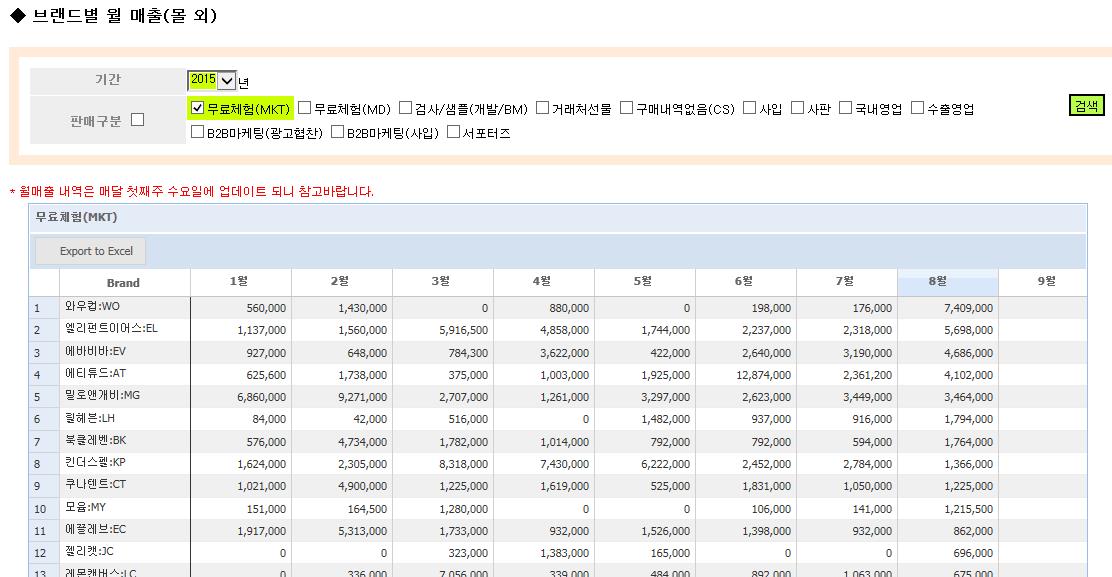 ◆ 브랜드별 월 매출(몰 외)
기간 2015 년
판매구분 무료체험(MKT) 무료체험(MD) 검사/샘플(개발/BM) 거래처선물 구매내역없음(CS) 사입 사판 국내영업 수출영업 검색
B2B마케팅(광고협찬) B2B마케팅(사입) 서포터즈
* 월매출 내역은 매달 첫째주 수요일에 업데이트 되니 참고바랍니다.
무료체험(MKT)
Export to Excel
Brand 1월 2월 3월 4월 5월 6월 7월 8월 9월
1 와우컵:WO 560,000 1,430,000 0 880,000 0 198,000 176,000 7,409,000
2 엘리펀트이어스:EL 1,137,000 1,560,000 5,916,500 4,858,000 1,744,000 2,237,000 2,318,000 5,698,000
3 에바비바:EV 927,000 648,000 784,300 3,622,000 422,000 2,640,000 3,190,000 4,686,000
4 에티튜드:AT 625,600 1,738,000 375,000 1,003,000 1,925,000 12,874,000 2,361,200 4,102,000
5 밀로앤개비:MG 6,860,000 9,271,000 2,707,000 1,261,000 3,297,000 2,623,000 3,449,000 3,464,000
6 릴헤븐:LH 84,000 42,000 516,000 0 1,482,000 937,000 916,000 1,794,000
7 북클레벤:BK 576,000 4,734,000 1,782,000 1,014,000 792,000 792,000 594,000 1,764,000
8 킨더스펠:KP 1,624,000 2,305,000 8,318,000 7,430,000 6,222,000 2,452,000 2,784,000 1,366,000
9 쿠나텐트:CT 1,021,000 4,900,000 1,225,000 1,619,000 525,000 1,831,000 1,050,000 1,225,000
10 모윰:MY 151,000 164,500 1,280,000 0 0 106,000 141,000 1,215,500
11 에꼴레브:EC 1,917,000 5,313,000 1,733,000 932,000 1,526,000 1,398,000 932,000 862,000
12 젤리캣:JC 0 0 323,000 1,383,000 165,000 0 0 696,000
13 레몬캔버스:LC 0 336,000 7,056,000 339,000 484,000 892,000 1,063,000 675,000